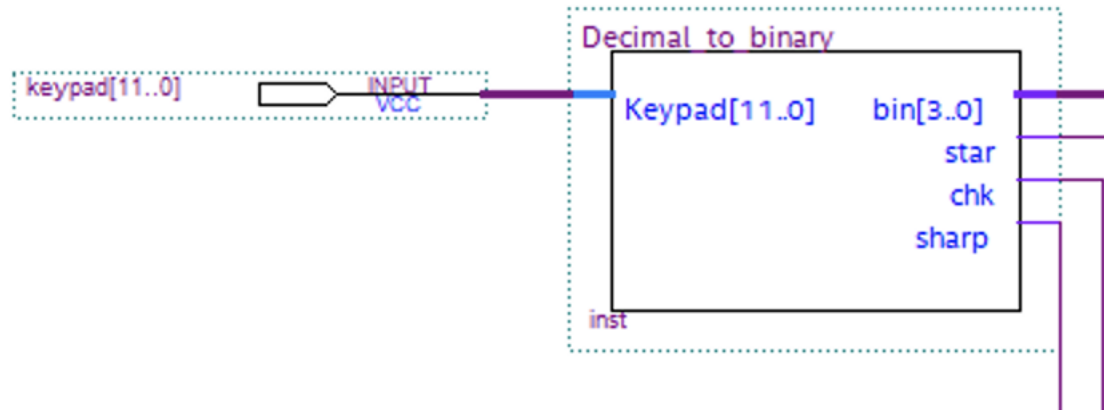 Decimal_to_binary
keypad[11..0]
INPUT
VCC
Keypad[11..0]
bin[3..0]
star
chk
sharp
inst